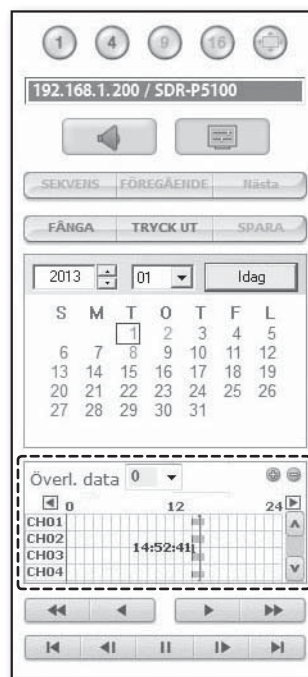 1 4 9 16
192.168.1.200 / SDR-P5100
SEKVENS FÖREGÅENDE Nästa
FÅNGA TRYCK UT SPARA
2013 01 Idag
S M T O T F L
1 2 3 4 5
6 7 8 9 10 11 12
13 14 15 16 17 18 19
20 21 22 23 24 25 26
27 28 29 30 31
Överl. data 0
0 12 24
CH01
CH02
14:52:41
CH03
CH04